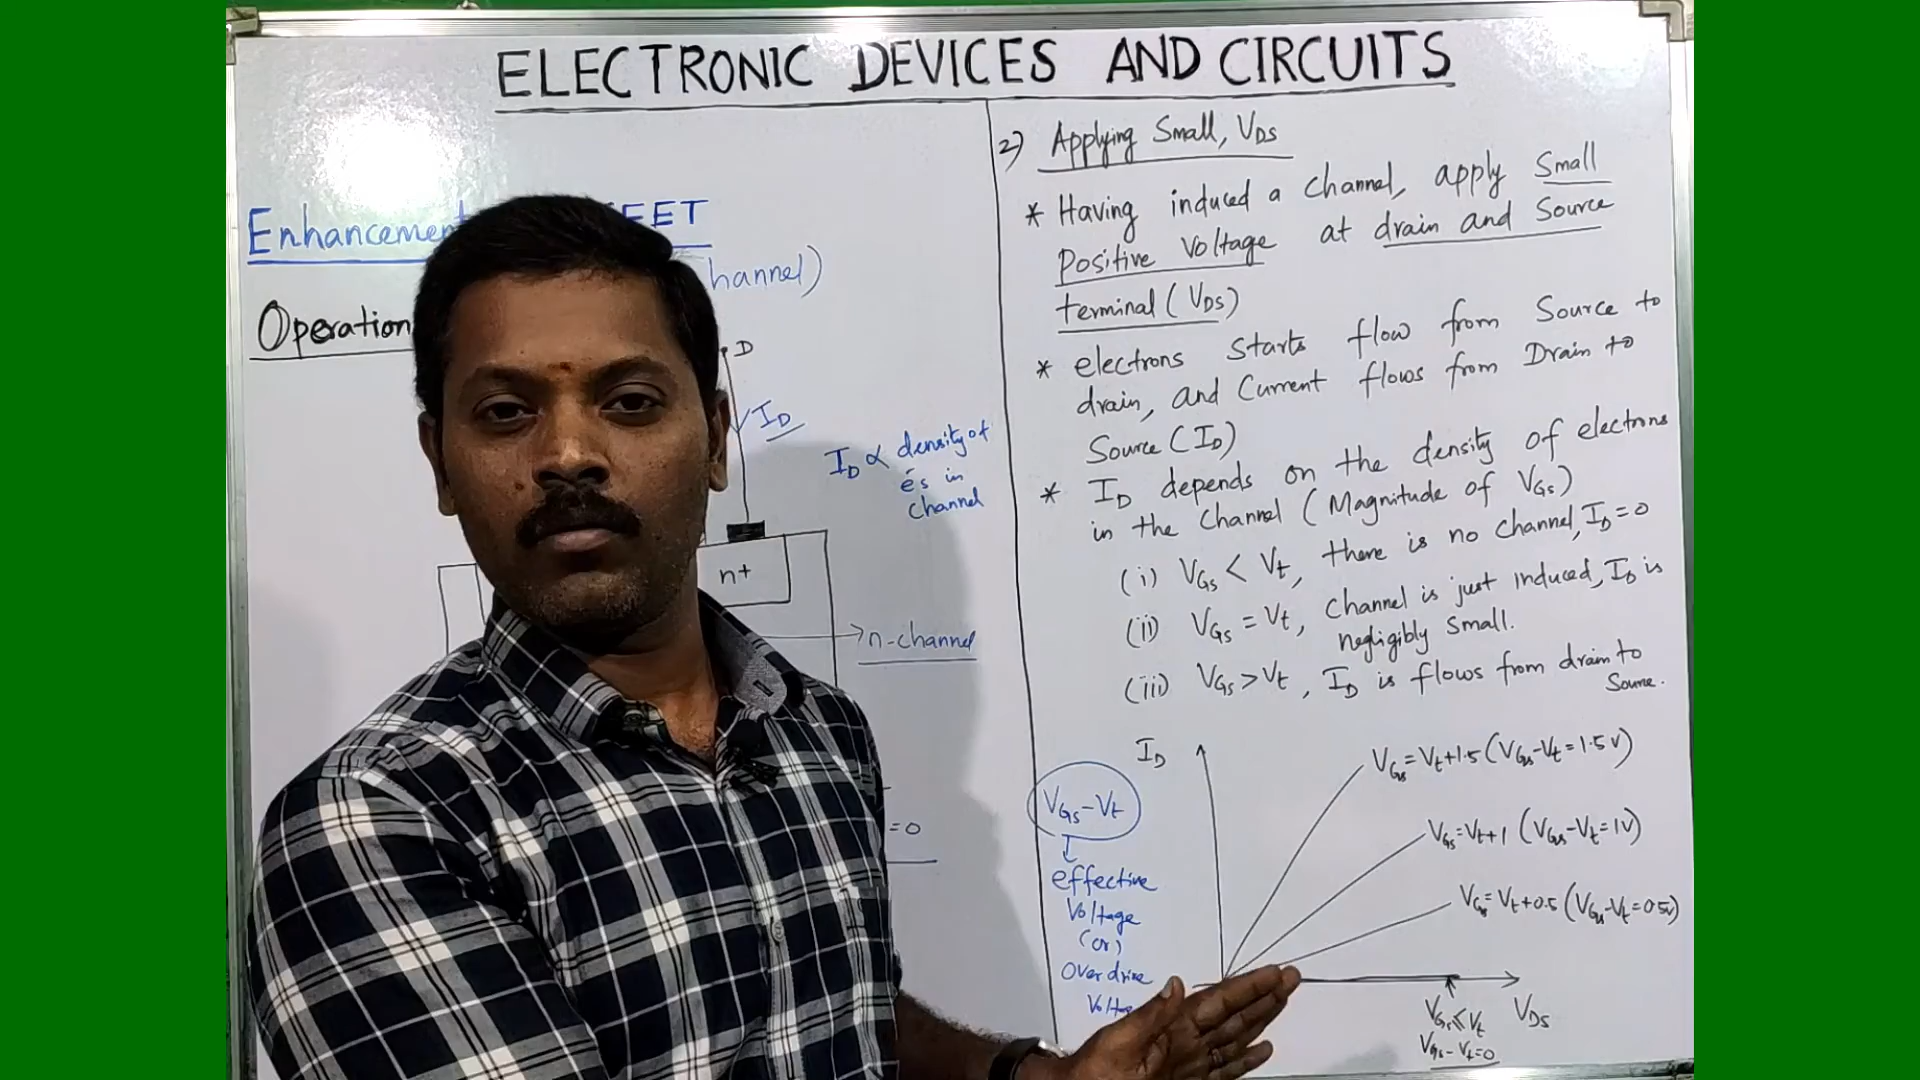 ELECTRONIC DEVICES AND CIRCUITS
Enhancement FET
hannel)
Operation
D
ID
ID ∝ density of
és in
channel
n+
n-channel
=0
2) Applying Small, VDS
* Having induced a channel, apply Small
Positive Voltage at drain and Source
terminal (VDS)
* electrons starts flow from Source to
drain, and Current flows from Drain to
Source (ID)
* ID depends on the density of electrons
in the channel (Magnitude of VGS)
(i) VGS < Vt, there is no channel, ID=0
(ii) VGS = Vt, Channel is just induced, ID is
negligibly small.
(iii) VGS > Vt, ID is flows from drain to
Source.
ID
VGS=Vt+1.5 (VGS-Vt=1.5V)
VGS-Vt
VGS=Vt+1 (VGS-Vt=1V)
effective
Voltage
(or)
Over drive
VGS=Vt+0.5 (VGS-Vt=0.5V)
VGS≤Vt
VGS-Vt=0
VDS